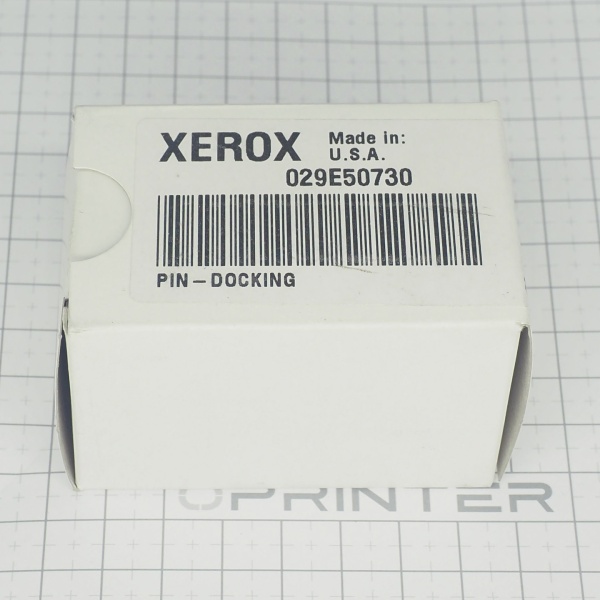 XEROX Made in:
U.S.A.
029E50730
PIN-DOCKING
PRINTER